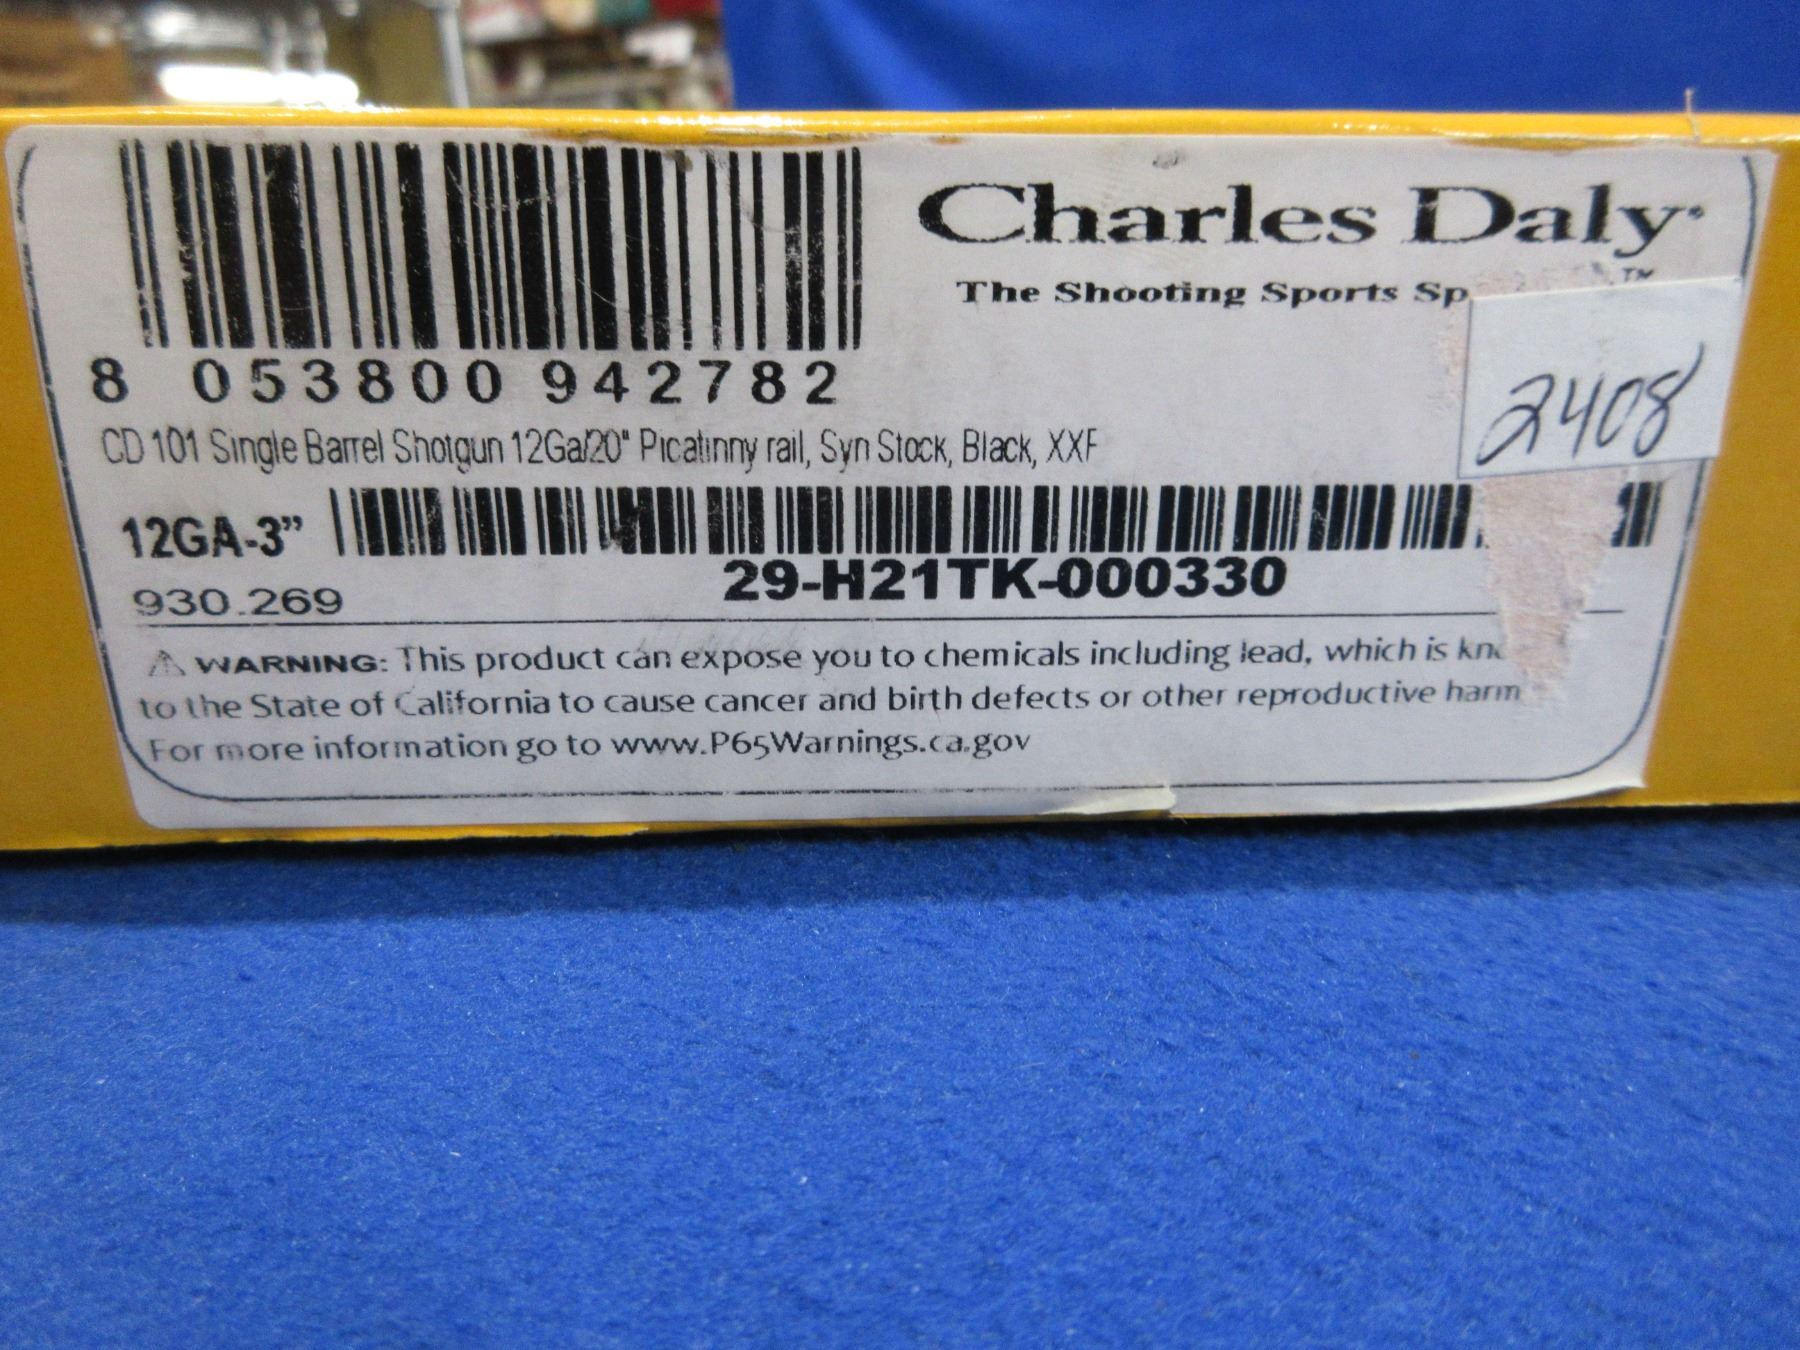 Charles Daly
The Shooting Sports
TM
2408
8 053800 942782
CD 101 Single Barrel Shotgun 12Ga/20" Picatinny rail, Syn Stock, Black, XXF
12GA-3”
29-H21TK-000330
930.269
WARNING: This product can expose you to chemicals including lead, which is
to the State of California to cause cancer and birth defects or other reproductive harm
For more information go to www.P65Warnings.ca.gov